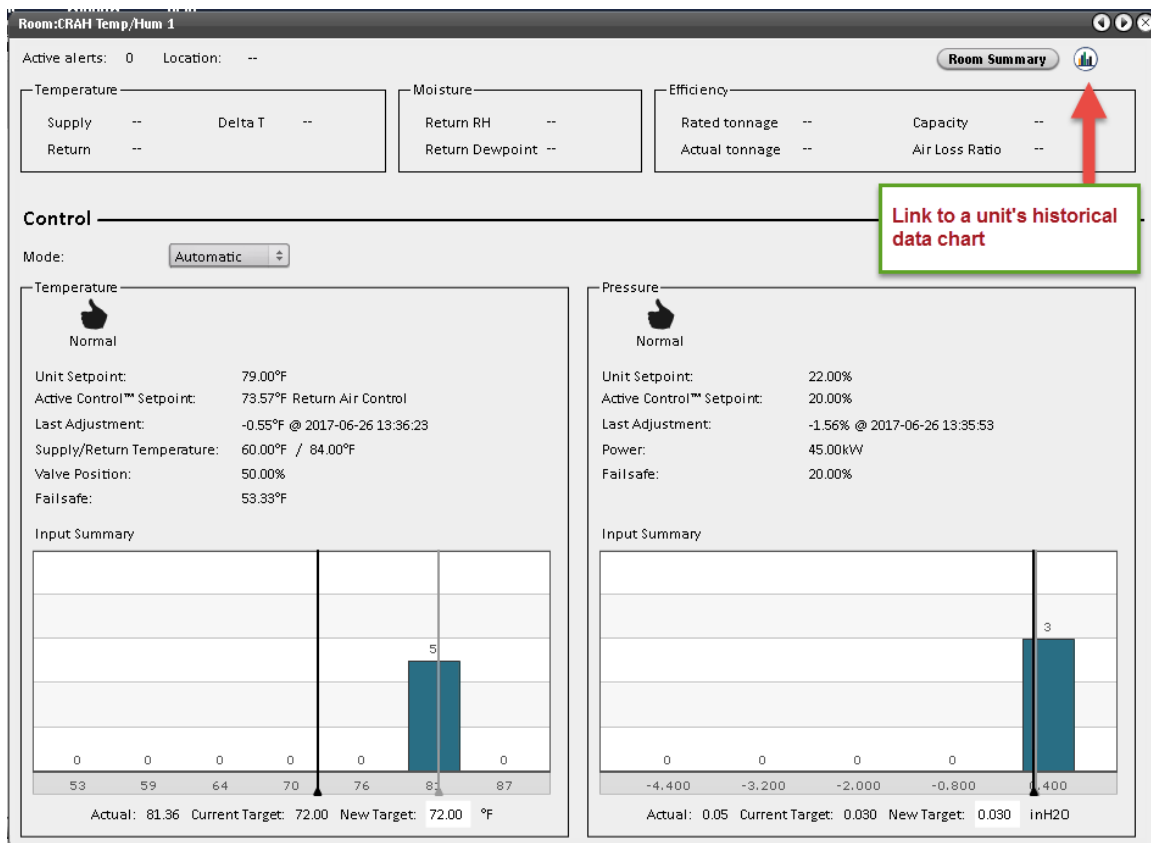 Room:CRAH Temp/Hum 1
Active alerts: 0 Location: --
Room Summary
Temperature
Supply -- Delta T --
Return --
Moisture
Return RH --
Return Dewpoint --
Efficiency
Rated tonnage -- Capacity --
Actual tonnage -- Air Loss Ratio --
Link to a unit's historical
data chart
Control
Mode: Automatic
Temperature
Normal
Unit Setpoint: 79.00°F
Active Control™ Setpoint: 73.57°F Return Air Control
Last Adjustment: -0.55°F @ 2017-06-26 13:36:23
Supply/Return Temperature: 60.00°F / 84.00°F
Valve Position: 50.00%
Failsafe: 53.33°F
Input Summary
5
0 0 0 0 0 0
53 59 64 70 76 81 87
Actual: 81.36 Current Target: 72.00 New Target: 72.00 °F
Pressure
Normal
Unit Setpoint: 22.00%
Active Control™ Setpoint: 20.00%
Last Adjustment: -1.56% @ 2017-06-26 13:35:53
Power: 45.00kW
Failsafe: 20.00%
Input Summary
3
0 0 0 0
-4.400 -3.200 -2.000 -0.800 0.400
Actual: 0.05 Current Target: 0.030 New Target: 0.030 inH2O